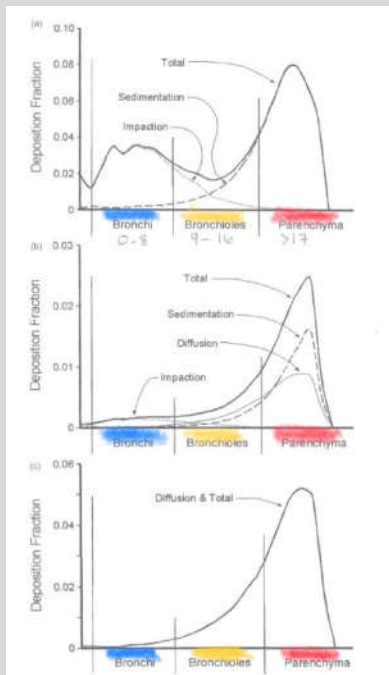 (a)
0.10
0.08
0.06
0.04
0.02
0
Deposition Fraction
Total
Sedimentation
Impaction
Bronchi Bronchioles Parenchyma
0-8 9-16 >17
(b)
0.03
0.02
0.01
0
Deposition Fraction
Total
Sedimentation
Diffusion
Impaction
Bronchi Bronchioles Parenchyma
(c)
0.06
0.04
0.02
0
Deposition Fraction
Diffusion & Total
Bronchi Bronchioles Parenchyma